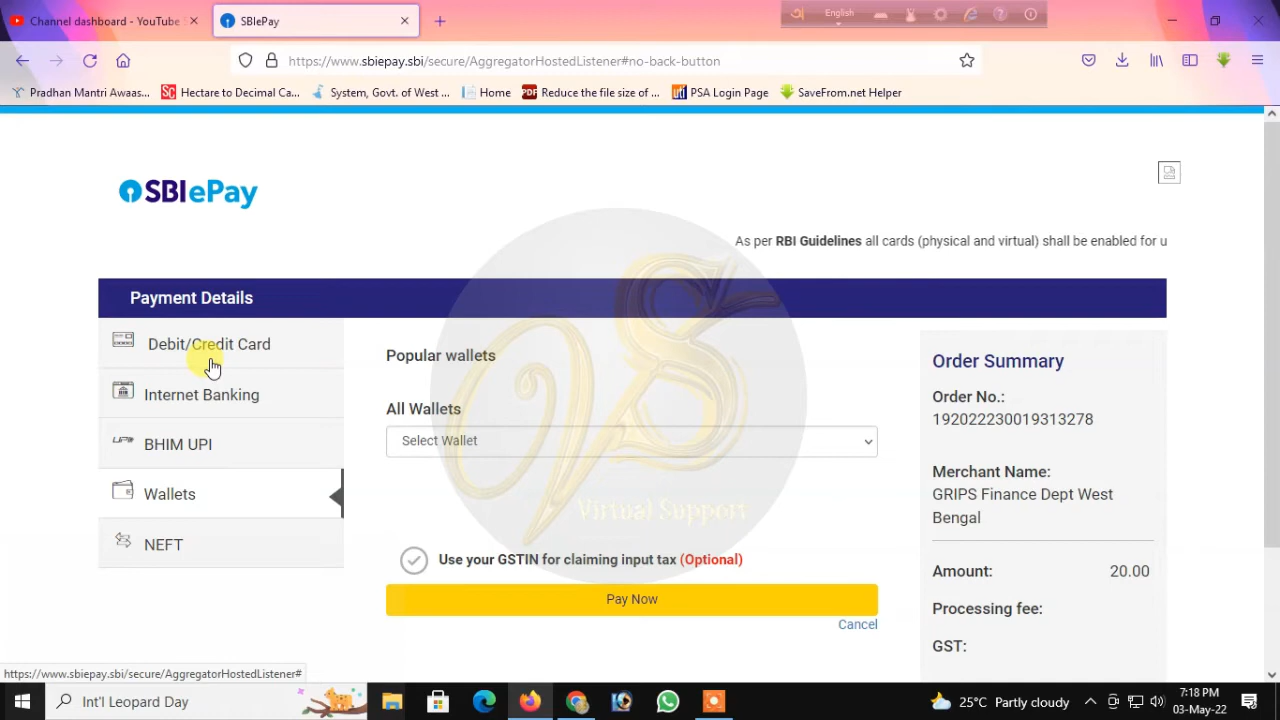 Channel dashboard - YouTube S
SBIePay
English
https://www.sbiepay.sbi/secure/AggregatorHostedListener#no-back-button
Pradhan Mantri Awaas...
Hectare to Decimal Ca...
System, Govt. of West ...
Home
Reduce the file size of ...
PSA Login Page
SaveFrom.net Helper
SBIePay
As per RBI Guidelines all cards (physical and virtual) shall be enabled for u
Payment Details
Debit/Credit Card
Internet Banking
BHIM UPI
Wallets
NEFT
Popular wallets
All Wallets
Select Wallet
Virtual Support
Use your GSTIN for claiming input tax (Optional)
Pay Now
Cancel
Order Summary
Order No.:
192022230019313278
Merchant Name:
GRIPS Finance Dept West
Bengal
Amount: 20.00
Processing fee:
GST:
https://www.sbiepay.sbi/secure/AggregatorHostedListener#
Int'l Leopard Day
25°C Partly cloudy
7:18 PM
03-May-22